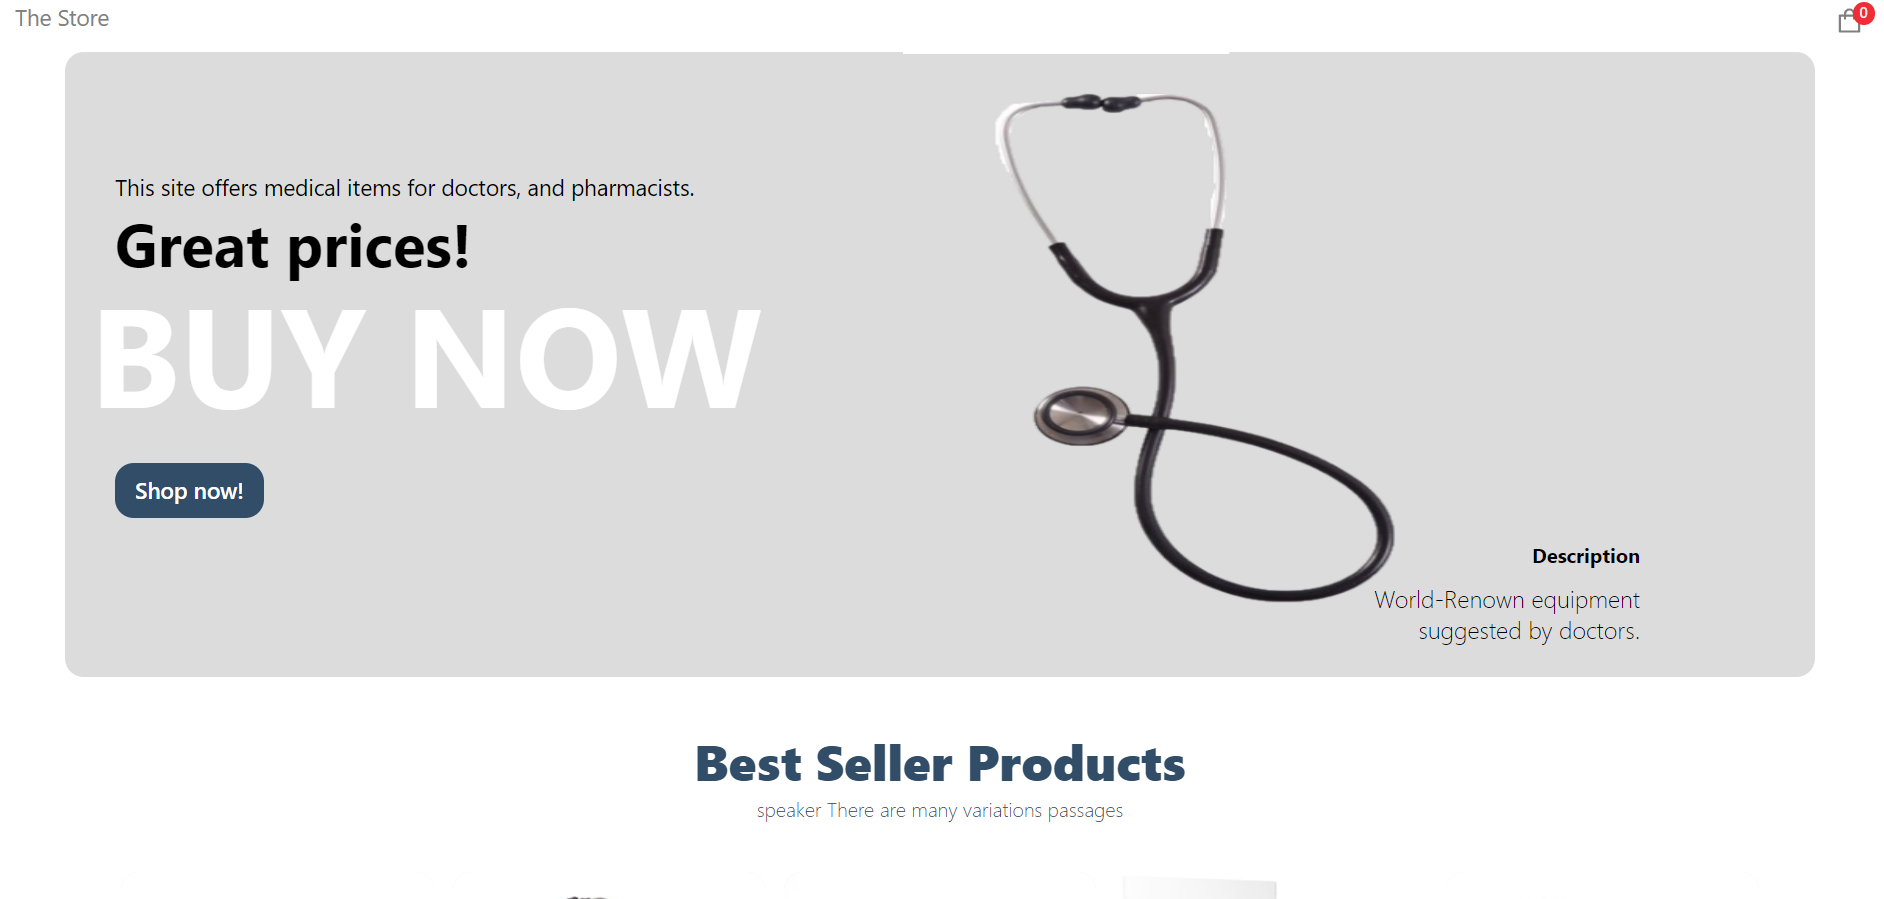 The Store
0
This site offers medical items for doctors, and pharmacists.
Great prices!
BUY NOW
Shop now!
Description
World-Renown equipment
suggested by doctors.
Best Seller Products
speaker There are many variations passages